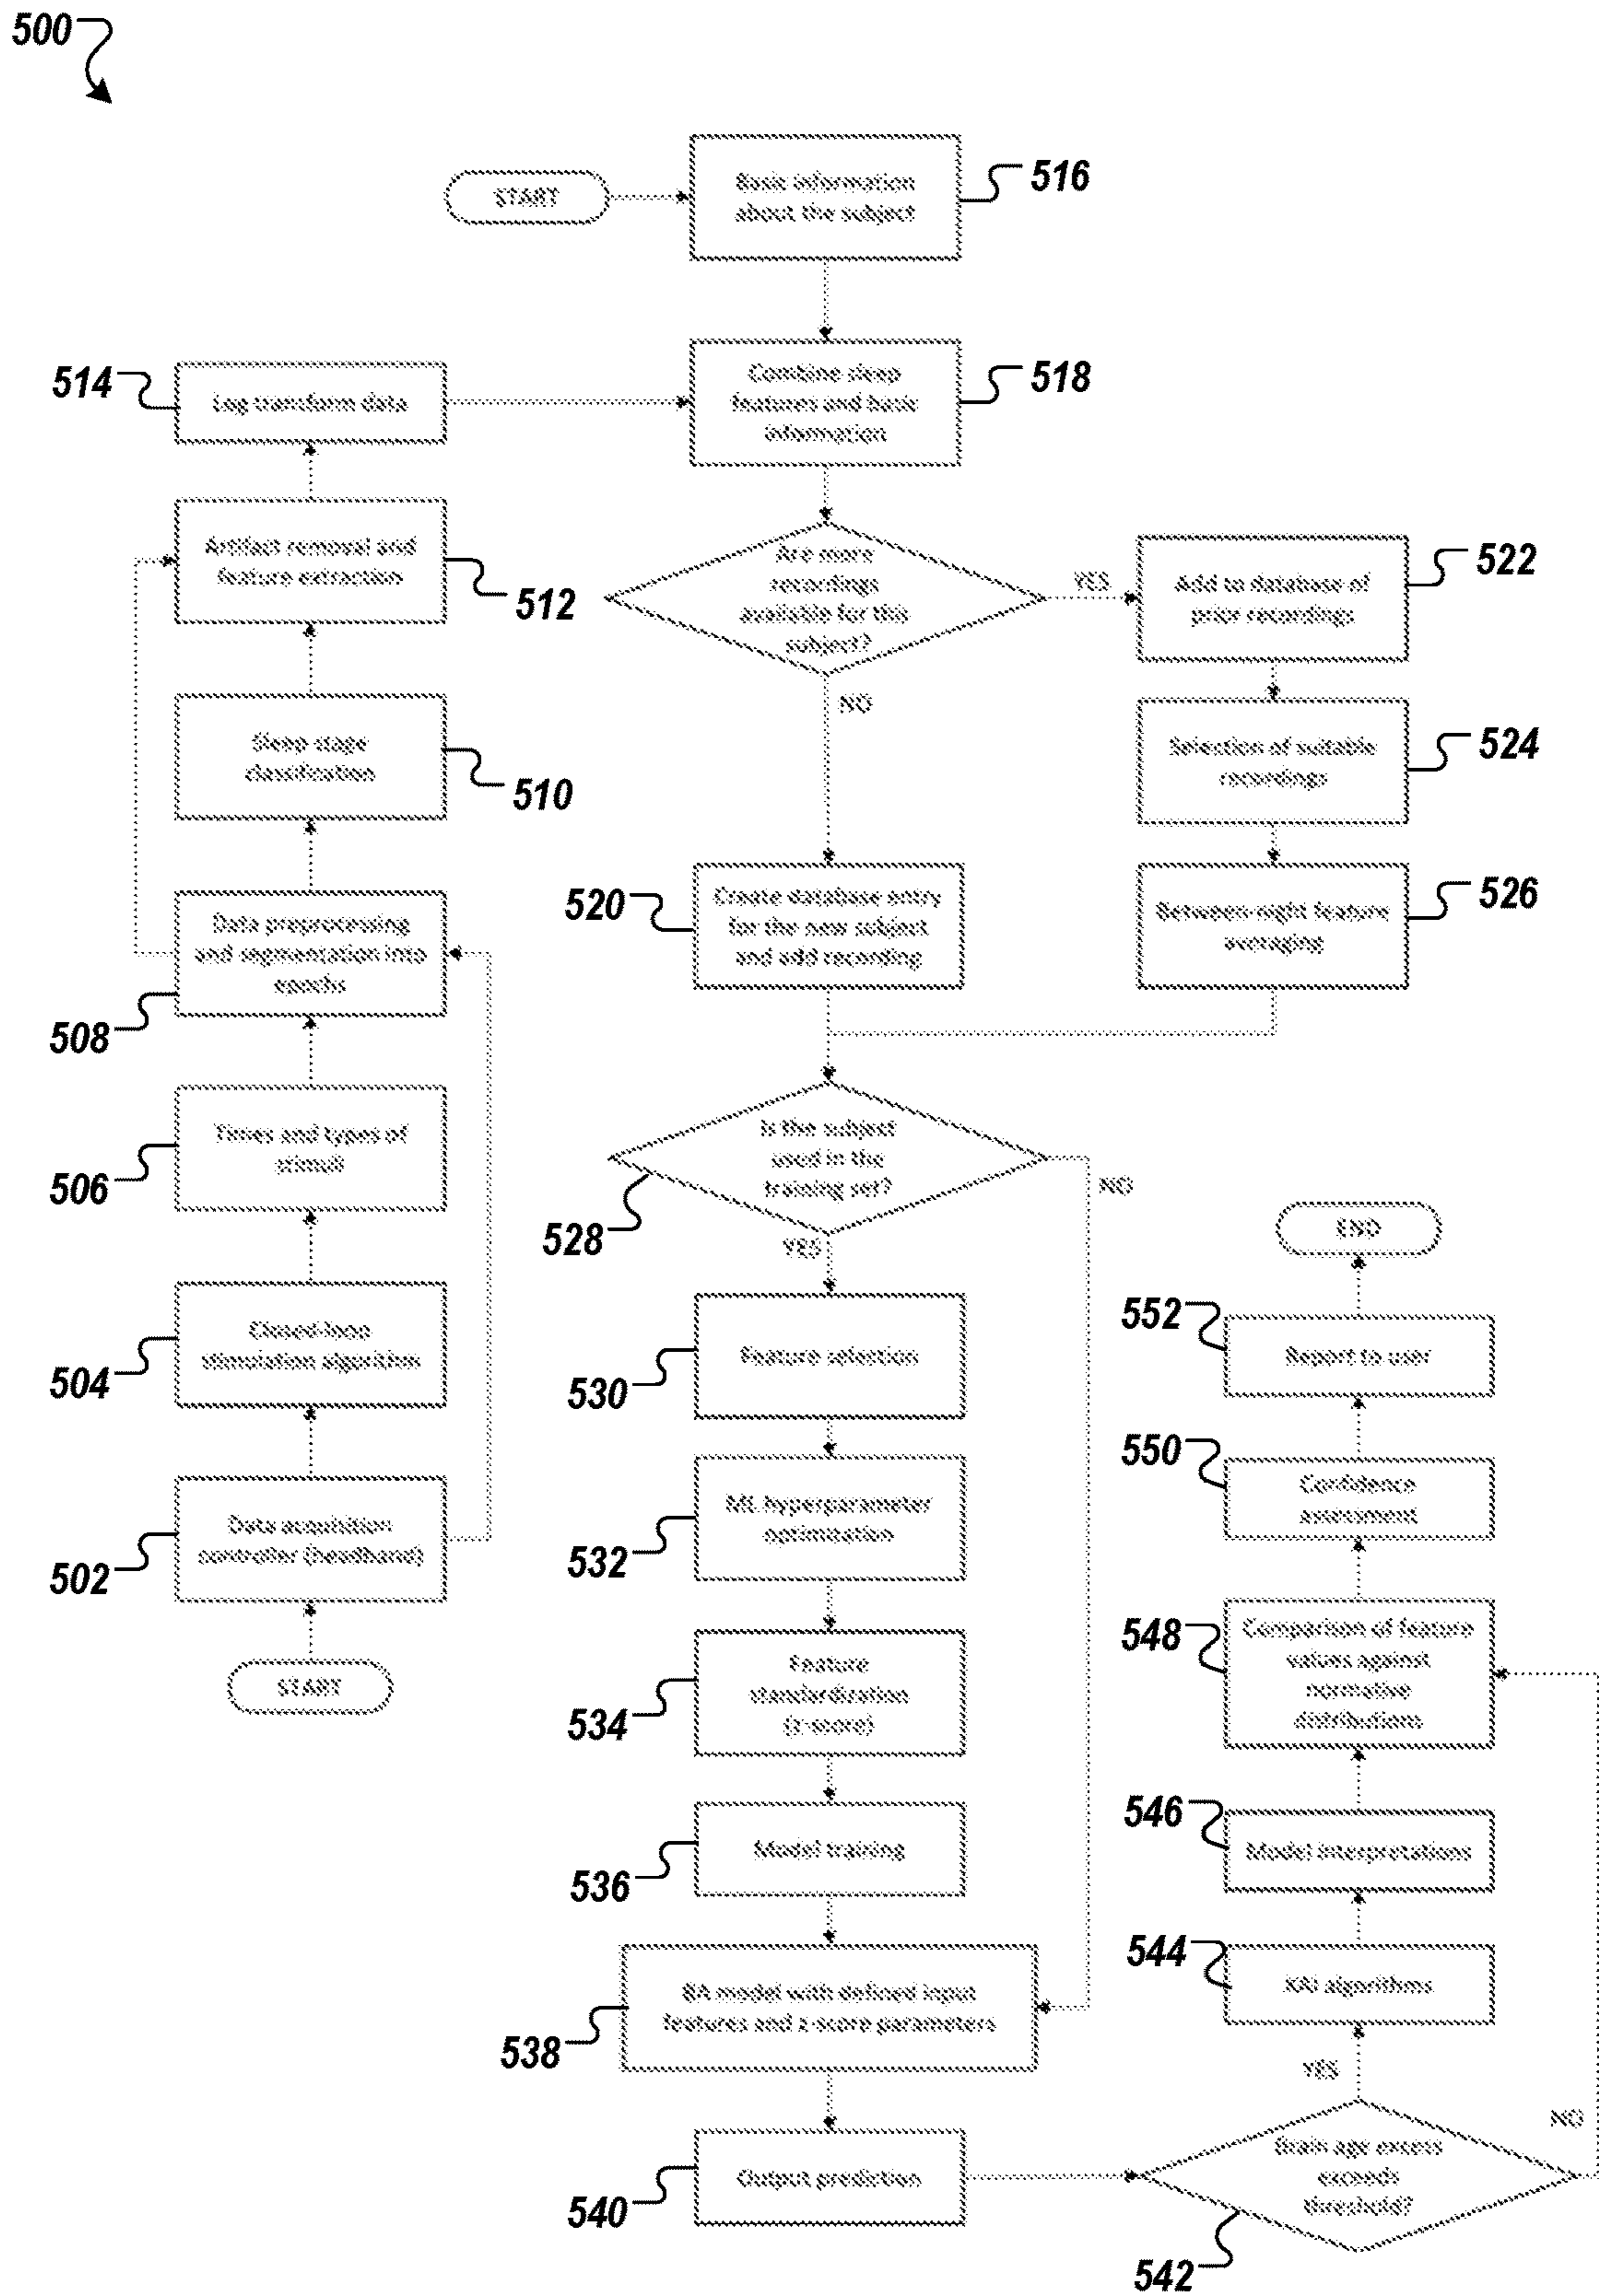 500
START
Basic information
about the subject
516
514
Log transform data
Combine sleep
features and basic
information
518
Artifact removal and
feature extraction
512
Are more
recordings
available for this
subject?
YES
NO
Add to database of
prior recordings
522
Sleep stage
classification
510
Selection of suitable
recordings
524
508
Data preprocessing
and segmentation into
epochs
520
Create database entry
for the new subject
and add recording
Between-night feature
averaging
526
506
Times and types of
stimuli
528
Is the subject
used in the
training set?
NO
YES
END
504
Closed-loop
stimulation algorithm
530
Feature selection
552
Report to user
502
Data acquisition
controller (headband)
START
532
ML hyperparameter
optimization
550
Confidence
assessment
534
Feature
standardization
(z-score)
548
Comparison of feature
values against
normative
distributions
536
Model training
546
Model interpretations
538
BA model with defined input
features and z-score parameters
544
XAI algorithms
YES
NO
540
Output prediction
542
Brain age excess
exceeds
threshold?